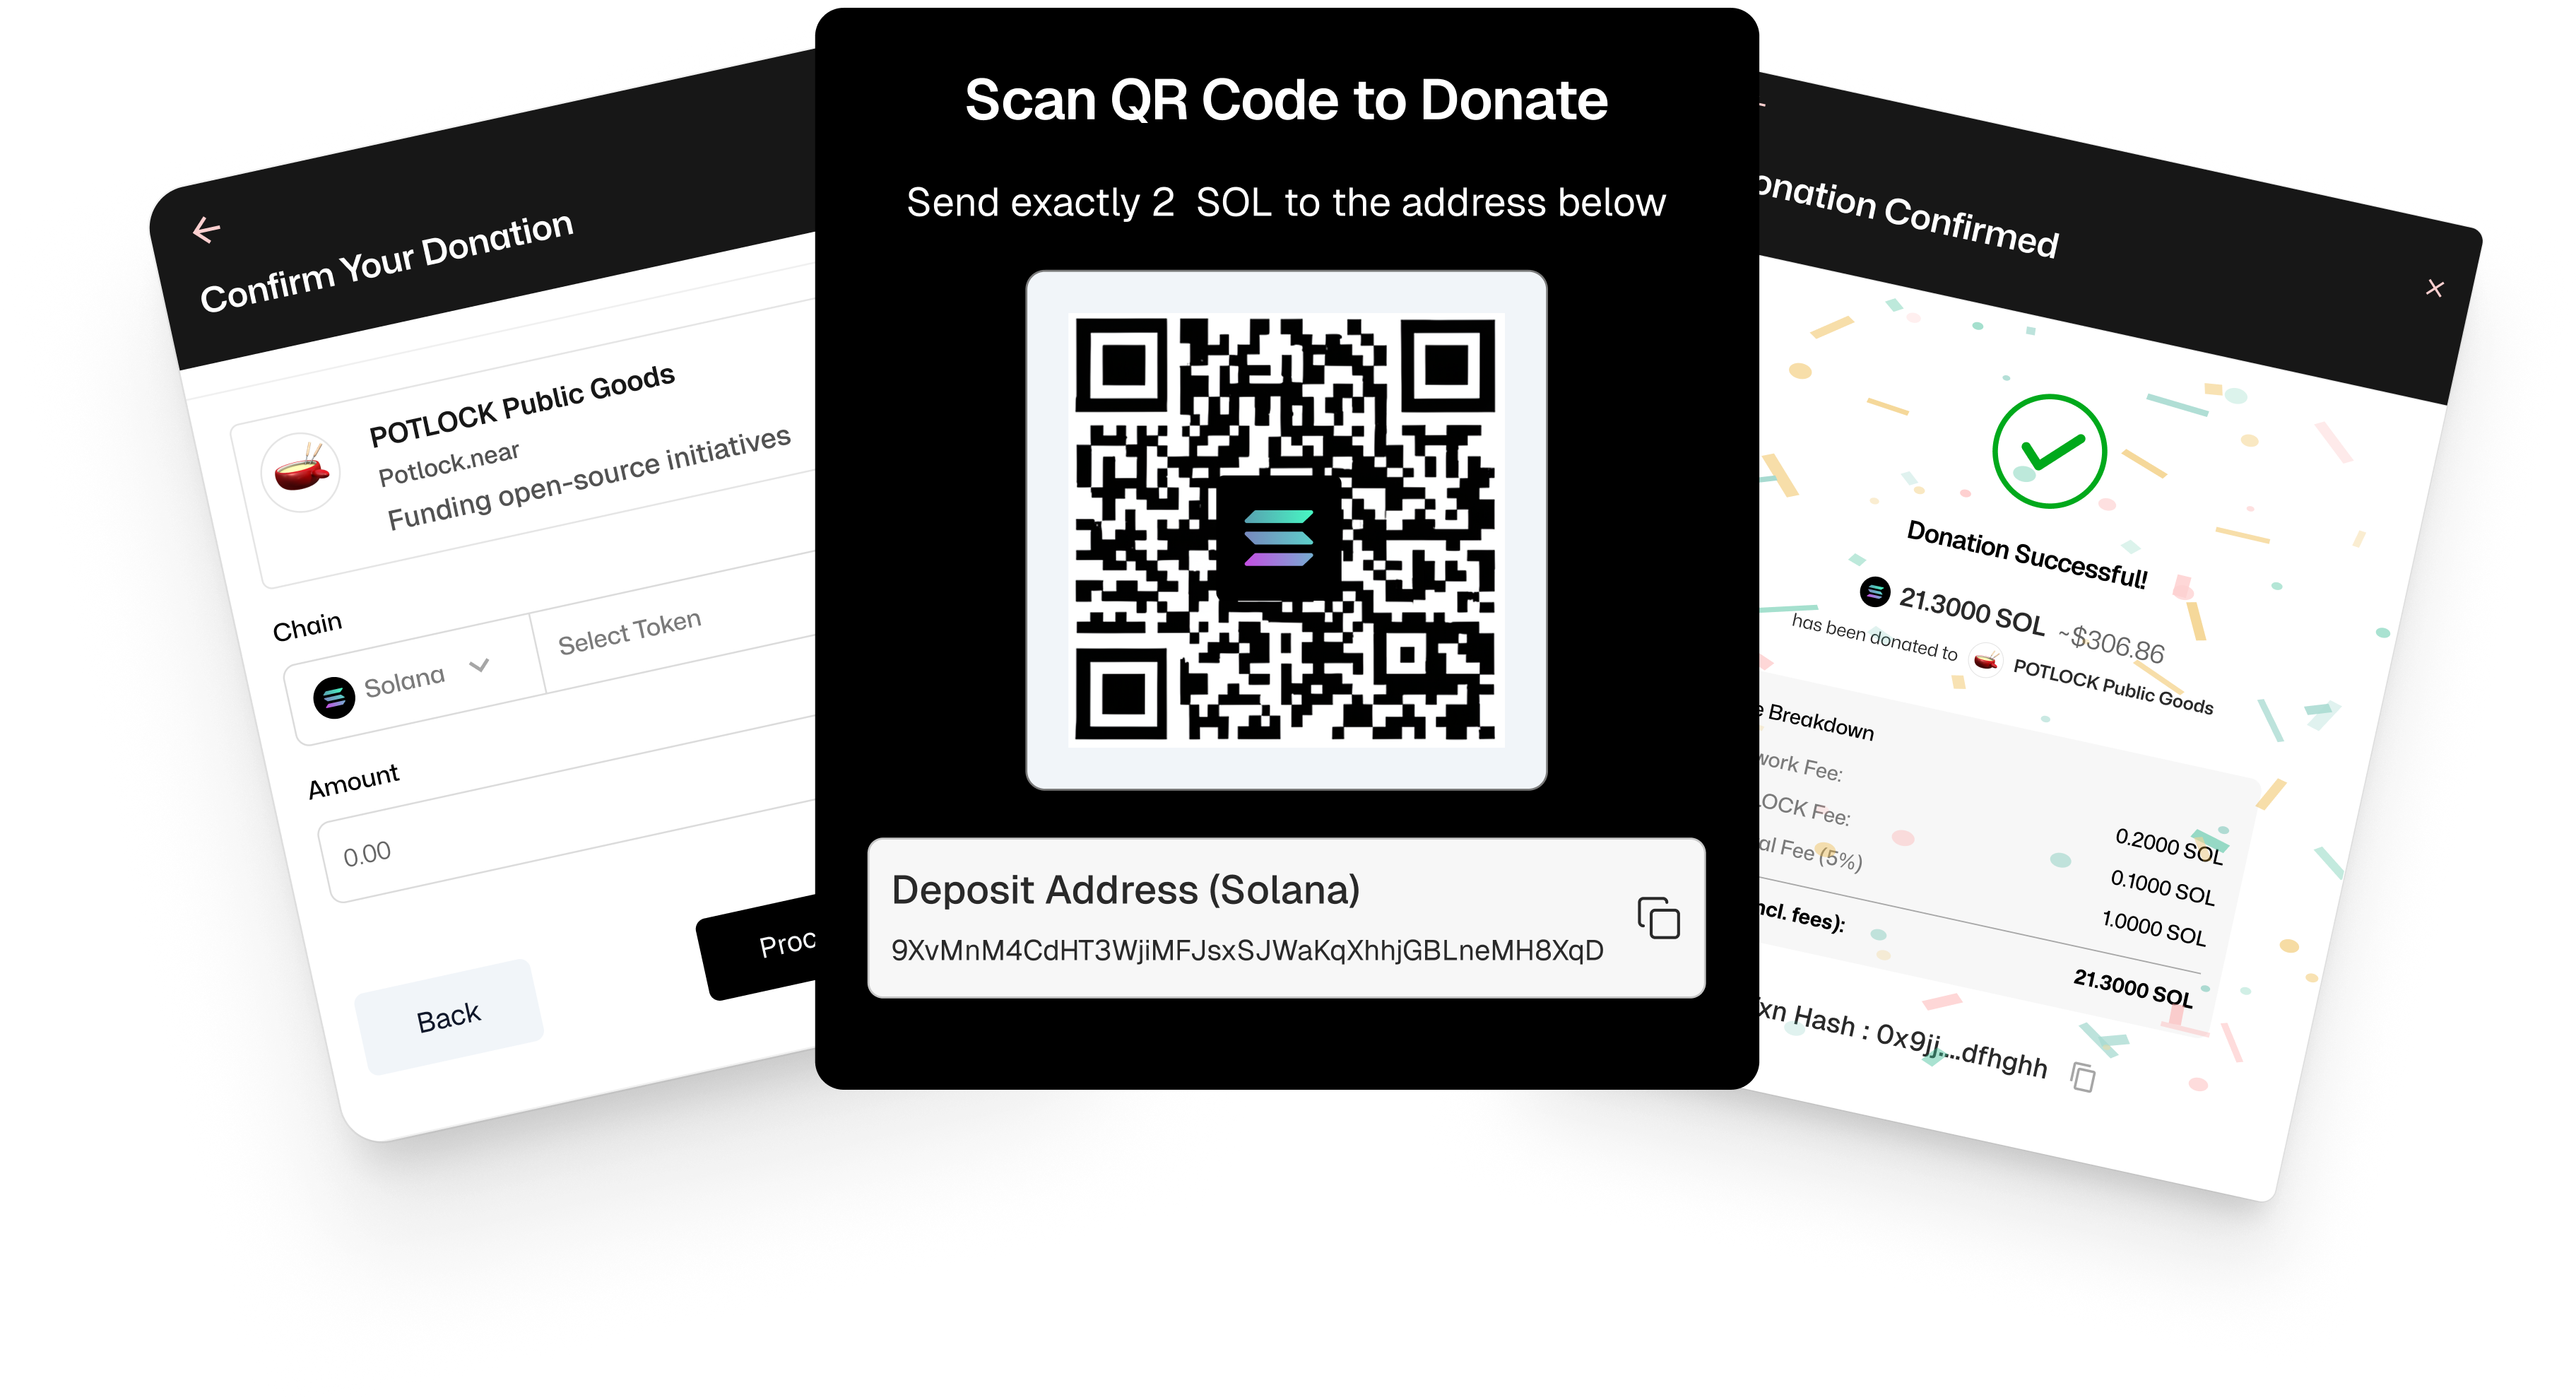 Confirm Your Donation
POTLOCK Public Goods
Potlock.near
Funding open-source initiatives
Chain
Solana
Select Token
Amount
0.00
Back
Proc
Scan QR Code to Donate
Send exactly 2 SOL to the address below
Deposit Address (Solana)
9XvMnM4CdHT3WjiMFJsxSJWaKqXhhjGBLneMH8XqD
onation Confirmed
Donation Successful!
21.3000 SOL ~$306.86
has been donated to POTLOCK Public Goods
e Breakdown
work Fee: 0.2000 SOL
LOCK Fee: 0.1000 SOL
al Fee (5%) 1.0000 SOL
ncl. fees): 21.3000 SOL
xn Hash : 0x9jj....dfhghh